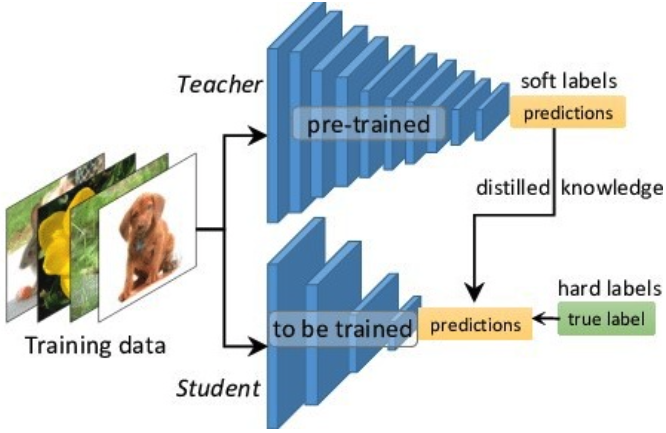 Teacher
soft labels
pre-trained
predictions
distilled knowledge
hard labels
to be trained
predictions
true label
Training data
Student